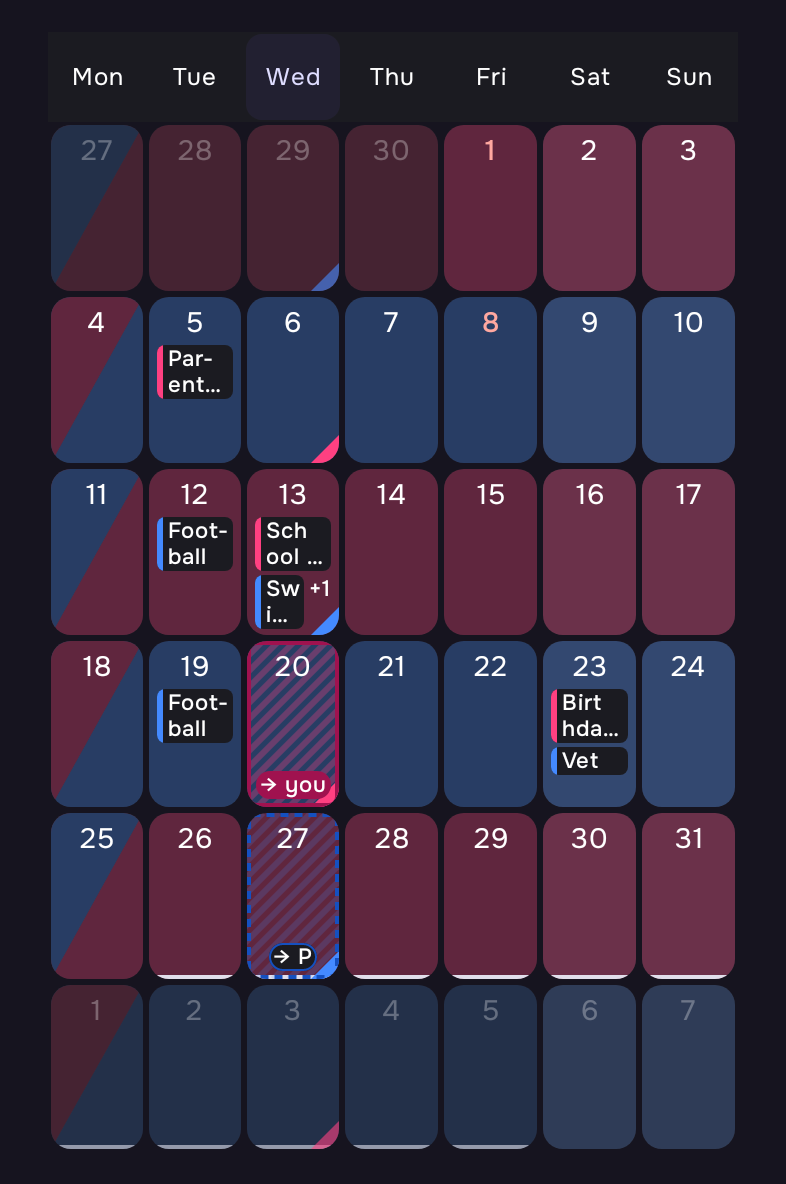 Mon Tue Wed Thu Fri Sat Sun
27 28 29 30 1 2 3
4 5 6 7 8 9 10
Par-
ent...
11 12 13 14 15 16 17
Foot-
ball
Sch
ool ...
Sw
i...
+1
18 19 20 21 22 23 24
Foot-
ball
→ you
Birt
hda...
Vet
25 26 27 28 29 30 31
→ P
1 2 3 4 5 6 7